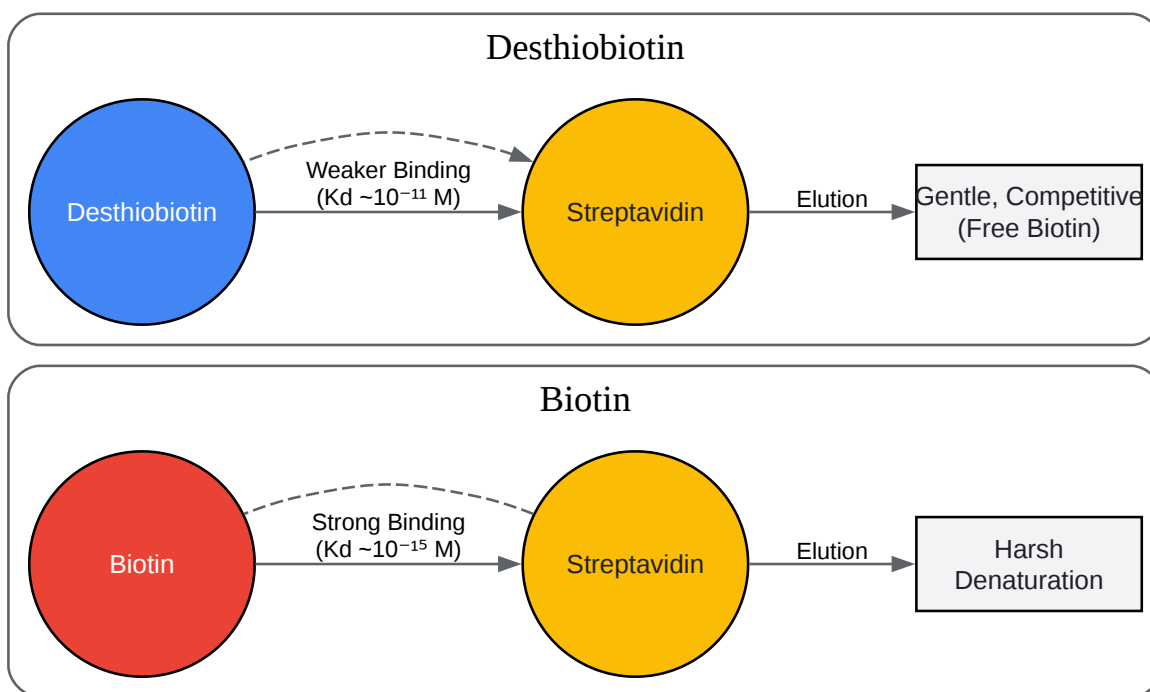 Desthiobiotin
Desthiobiotin
Weaker Binding
(Kd ~10⁻¹¹ M)
Streptavidin
Elution
Gentle, Competitive
(Free Biotin)
Biotin
Biotin
Strong Binding
(Kd ~10⁻¹⁵ M)
Streptavidin
Elution
Harsh
Denaturation